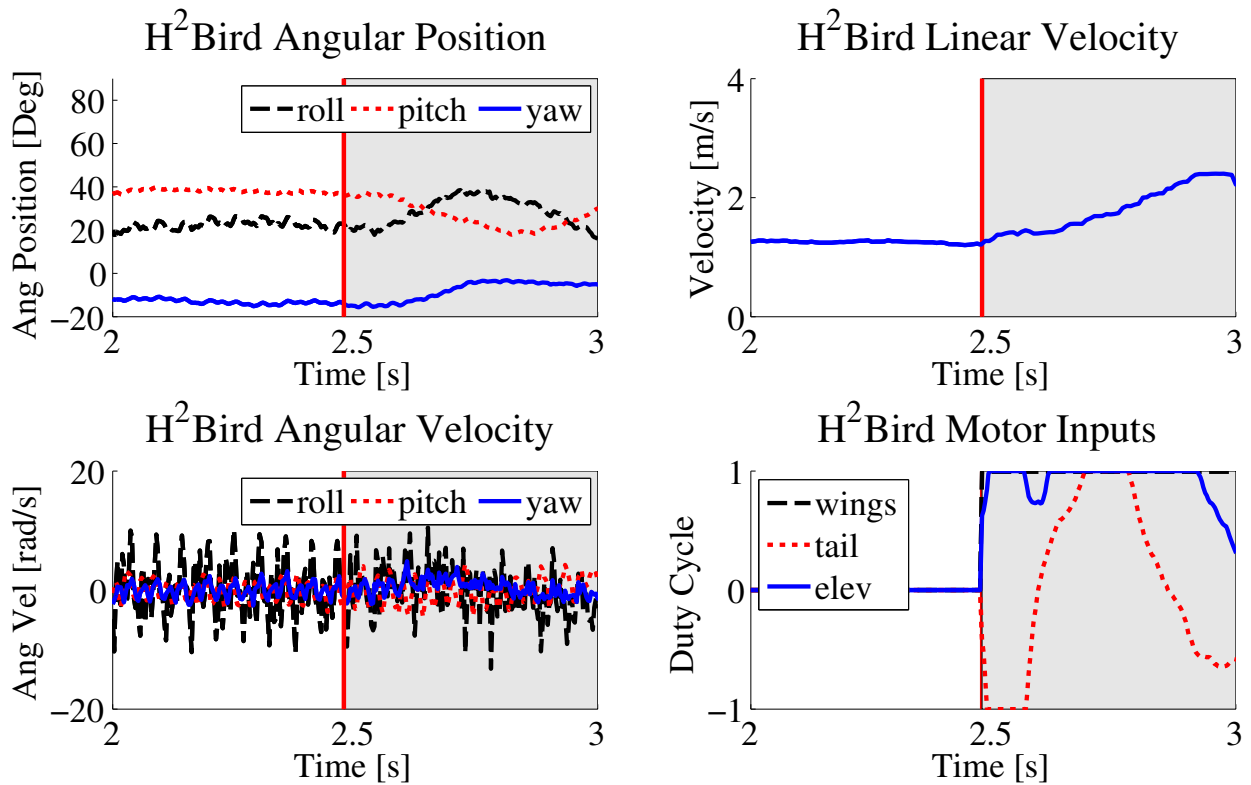 H²Bird Angular Position
Ang Position [Deg]
80
60
40
20
0
−20
roll pitch yaw
2 2.5 3
Time [s]
H²Bird Linear Velocity
Velocity [m/s]
4
2
0
2 2.5 3
Time [s]
H²Bird Angular Velocity
Ang Vel [rad/s]
20
10
0
−10
−20
roll pitch yaw
2 2.5 3
Time [s]
H²Bird Motor Inputs
Duty Cycle
1
0
−1
wings
tail
elev
2 2.5 3
Time [s]